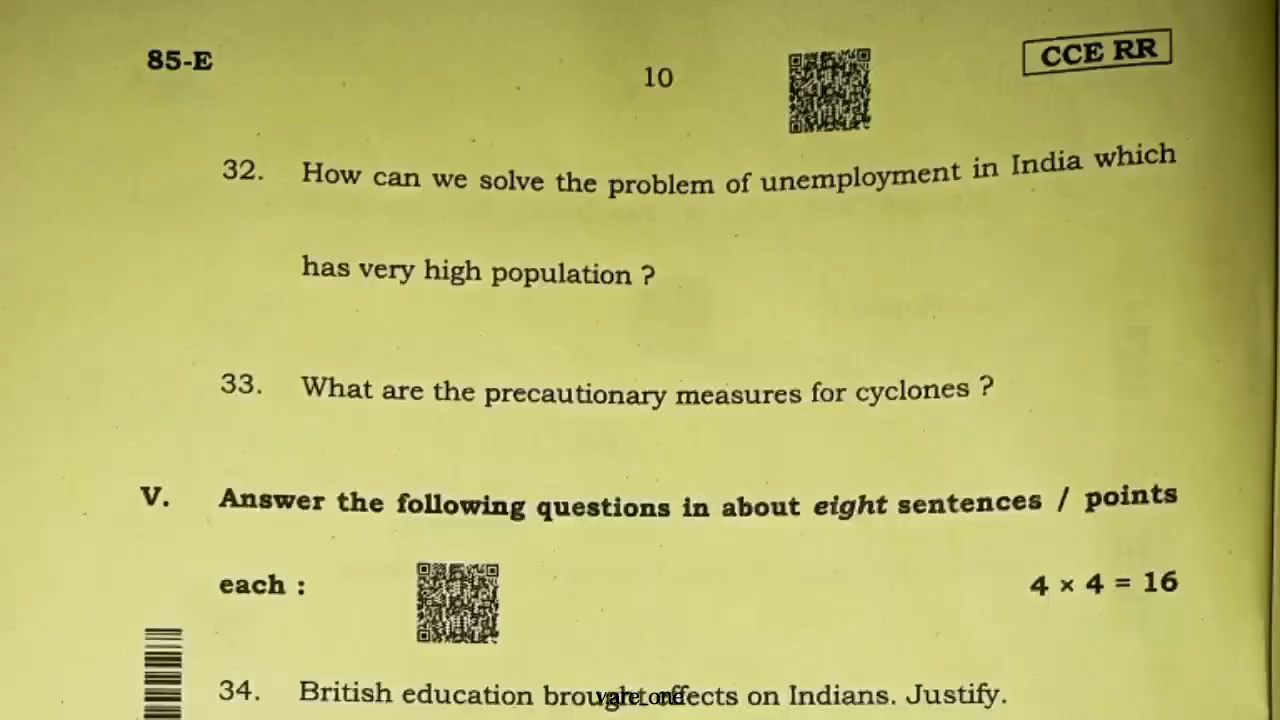 85-E
10
CCE RR
32. How can we solve the problem of unemployment in India which
has very high population ?
33. What are the precautionary measures for cyclones ?
V. Answer the following questions in about eight sentences / points
each :
4 × 4 = 16
34. British education brought effects on Indians. Justify.
vare_one